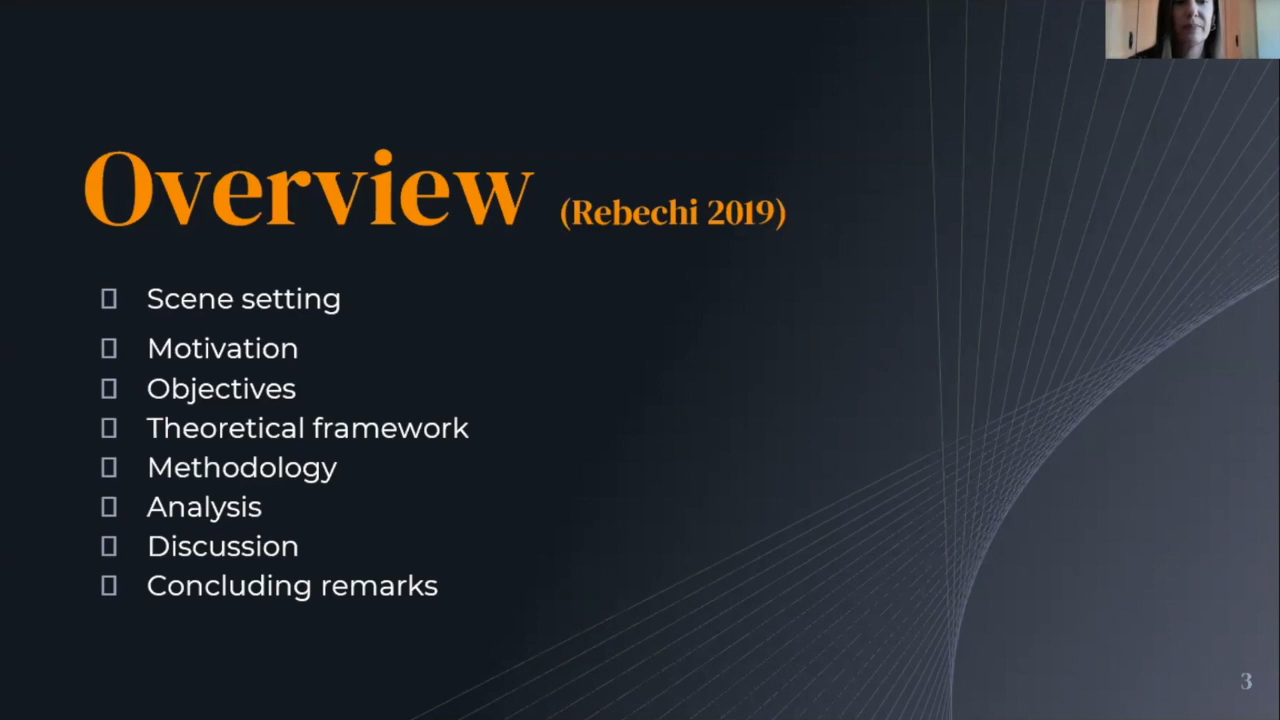 Overview (Rebechi 2019)
Scene setting
Motivation
Objectives
Theoretical framework
Methodology
Analysis
Discussion
Concluding remarks
3